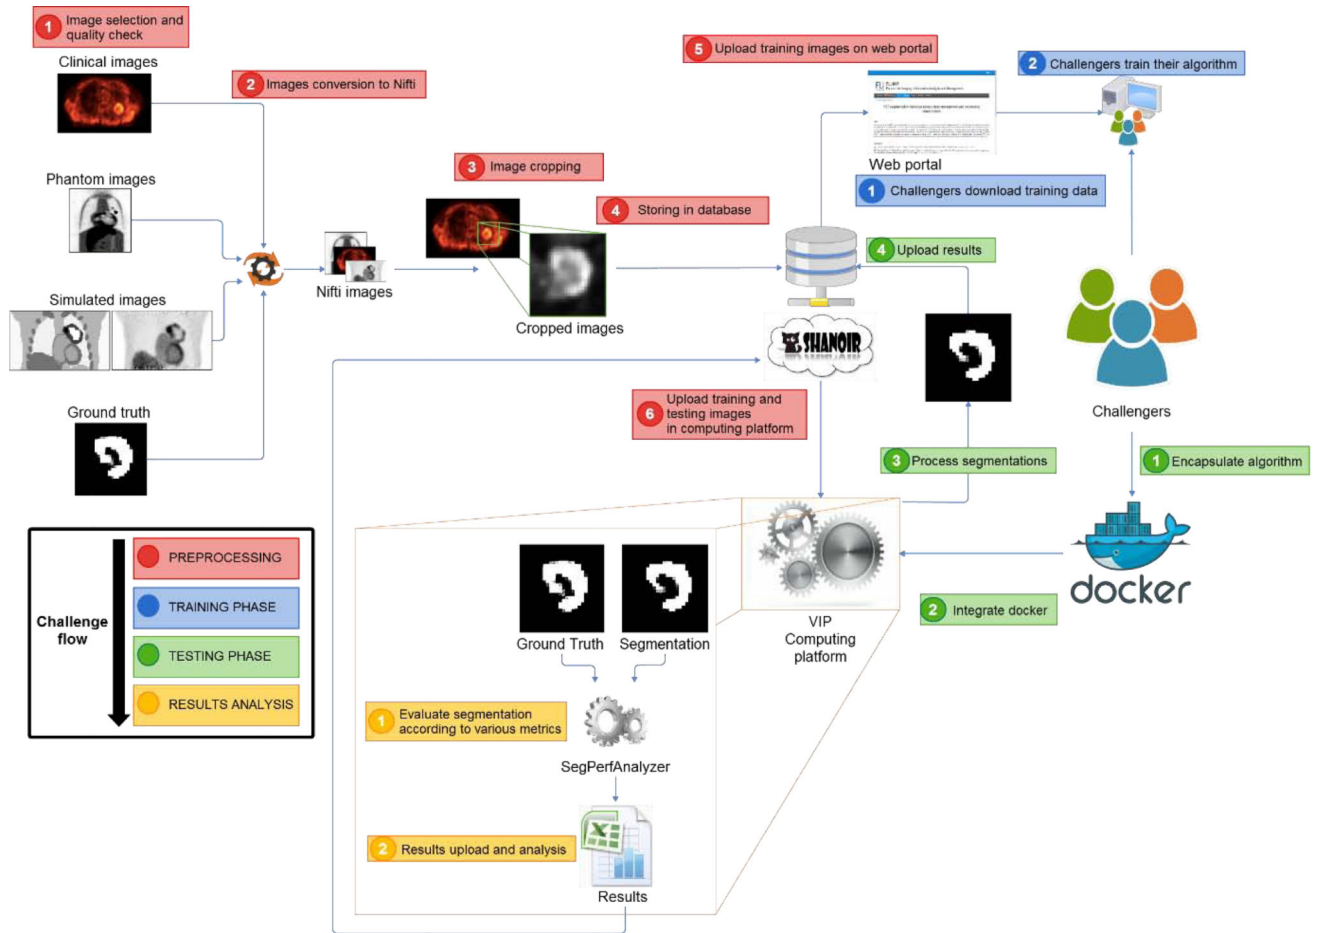 1 Image selection and
quality check
Clinical images
2 Images conversion to Nifti
Phantom images
Simulated images
Ground truth
Nifti images
3 Image cropping
Cropped images
4 Storing in database
5 Upload training images on web portal
Web portal
2 Challengers train their algorithm
1 Challengers download training data
4 Upload results
SHANOIR
6 Upload training and
testing images
in computing platform
3 Process segmentations
Challengers
1 Encapsulate algorithm
docker
2 Integrate docker
VIP
Computing
platform
Challenge
flow
PREPROCESSING
TRAINING PHASE
TESTING PHASE
RESULTS ANALYSIS
Ground Truth
Segmentation
1 Evaluate segmentation
according to various metrics
SegPerfAnalyzer
2 Results upload and analysis
X
Results